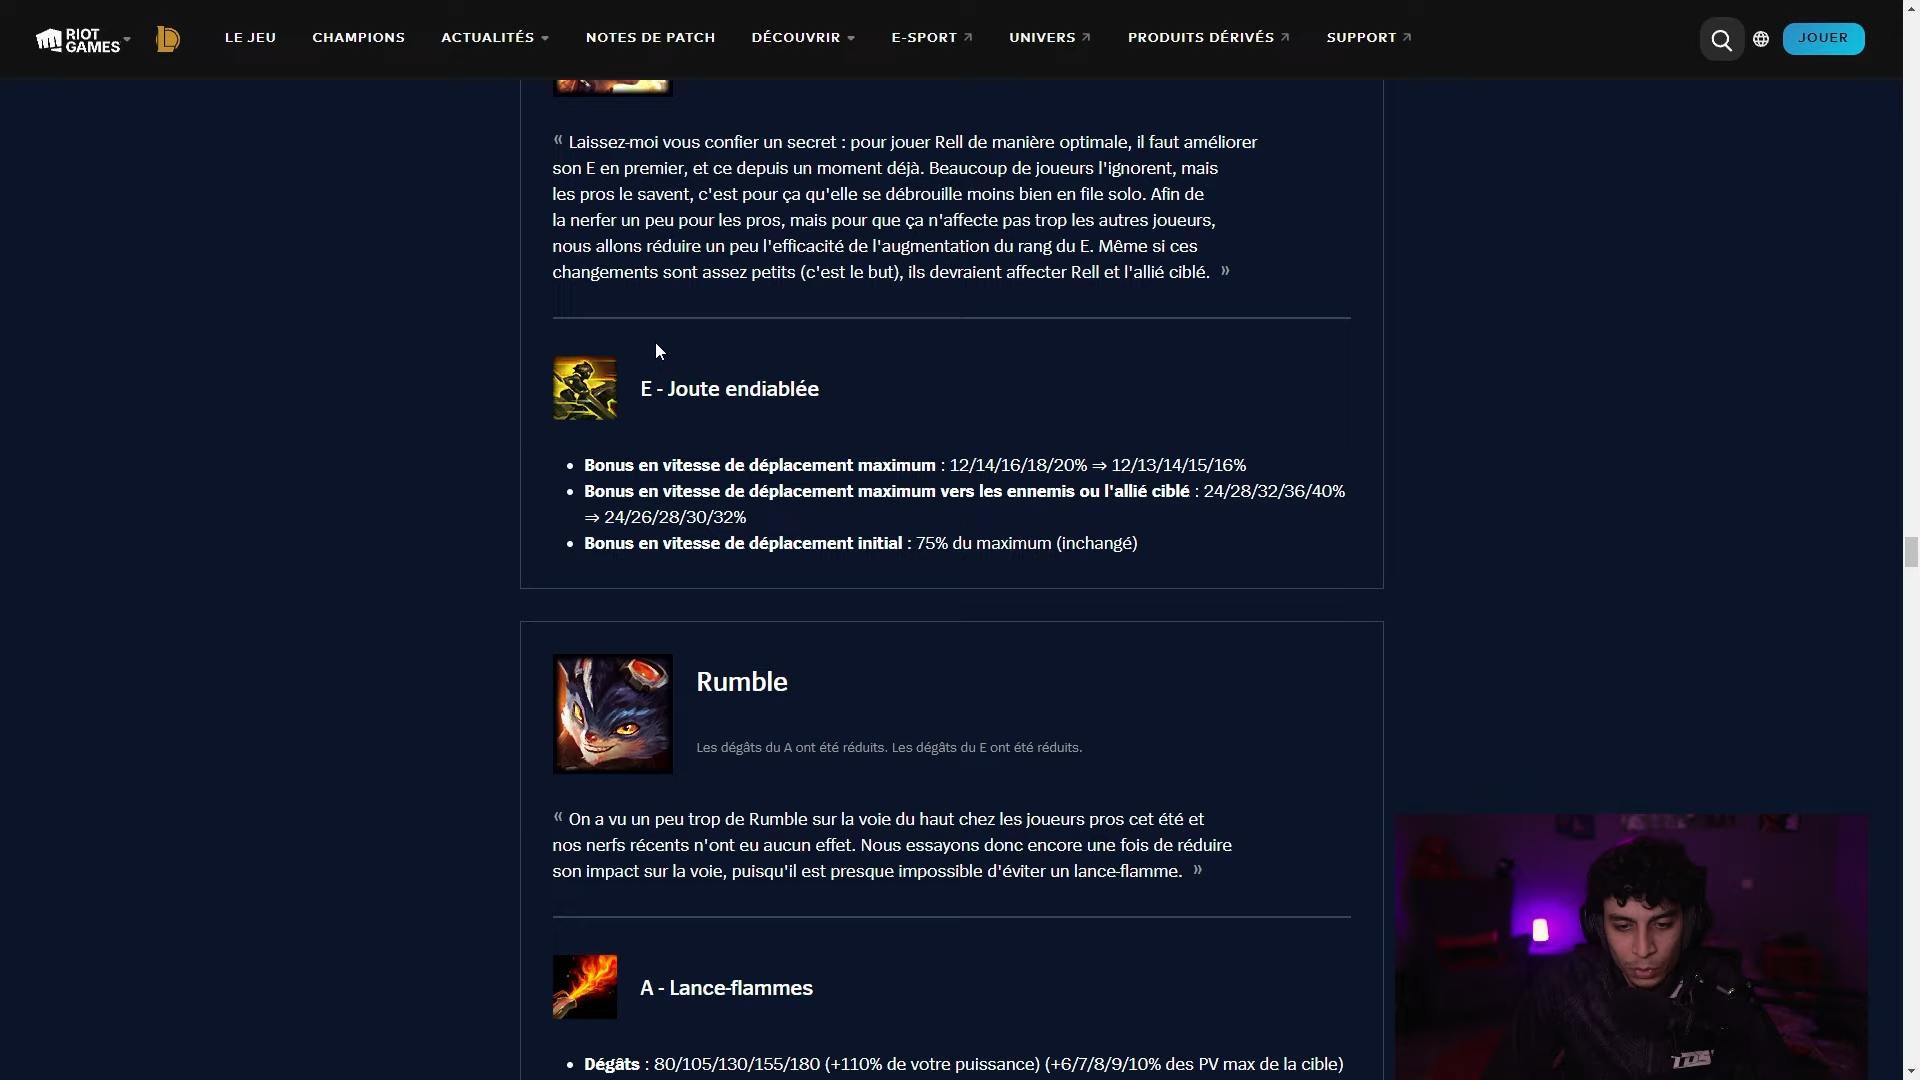 RIOT
GAMES
LE JEU
CHAMPIONS
ACTUALITÉS
NOTES DE PATCH
DÉCOUVRIR
E-SPORT
UNIVERS
PRODUITS DÉRIVÉS
SUPPORT
JOUER
« Laissez-moi vous confier un secret : pour jouer Rell de manière optimale, il faut améliorer
son E en premier, et ce depuis un moment déjà. Beaucoup de joueurs l'ignorent, mais
les pros le savent, c'est pour ça qu'elle se débrouille moins bien en file solo. Afin de
la nerfer un peu pour les pros, mais pour que ça n'affecte pas trop les autres joueurs,
nous allons réduire un peu l'efficacité de l'augmentation du rang du E. Même si ces
changements sont assez petits (c'est le but), ils devraient affecter Rell et l'allié ciblé. »
E - Joute endiablée
• Bonus en vitesse de déplacement maximum : 12/14/16/18/20% ⇒ 12/13/14/15/16%
• Bonus en vitesse de déplacement maximum vers les ennemis ou l'allié ciblé : 24/28/32/36/40%
⇒ 24/26/28/30/32%
• Bonus en vitesse de déplacement initial : 75% du maximum (inchangé)
Rumble
Les dégâts du A ont été réduits. Les dégâts du E ont été réduits.
« On a vu un peu trop de Rumble sur la voie du haut chez les joueurs pros cet été et
nos nerfs récents n'ont eu aucun effet. Nous essayons donc encore une fois de réduire
son impact sur la voie, puisqu'il est presque impossible d'éviter un lance-flamme. »
A - Lance-flammes
• Dégâts : 80/105/130/155/180 (+110% de votre puissance) (+6/7/8/9/10% des PV max de la cible)